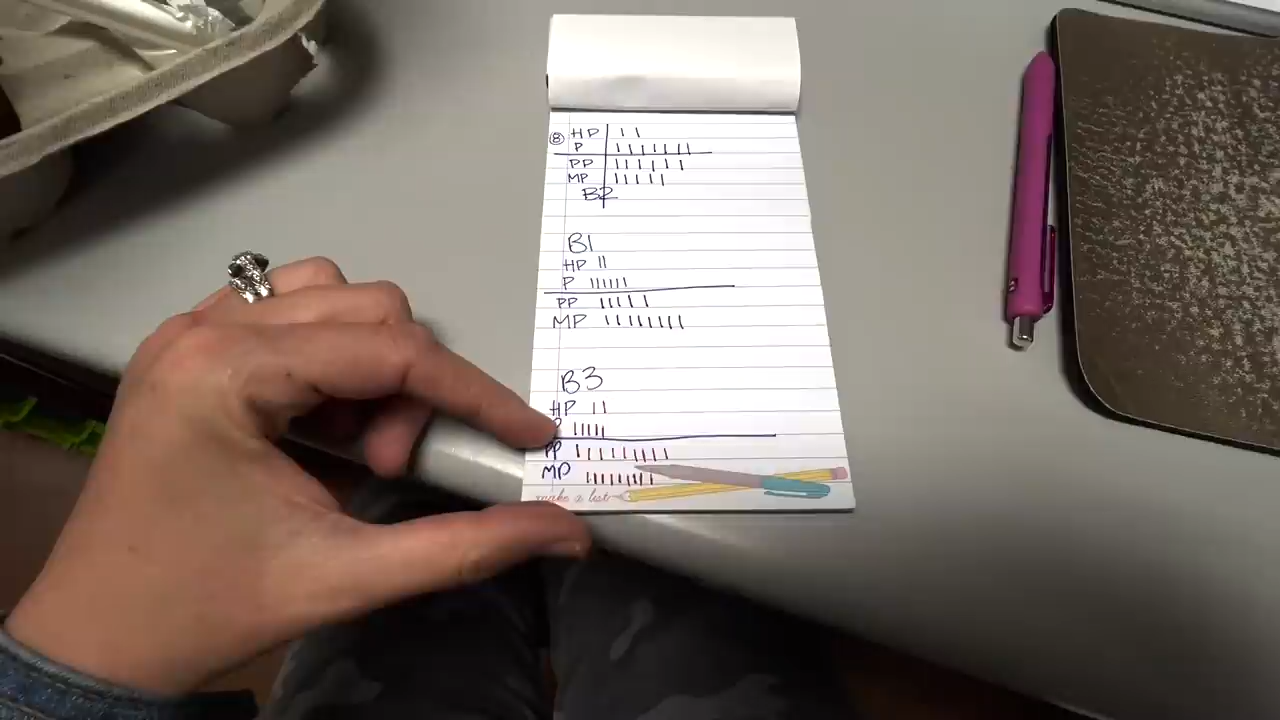 ⑧ HP | | |
P | | | | | | |
PP | | | | | |
MP | | | | |
B2
B1
HP ||
P ||||||
PP | | | | |
MP | | | | | | | |
B3
HP | |
P |||||
PP | | | | | | | | |
MP | | | | | | | |
make a list